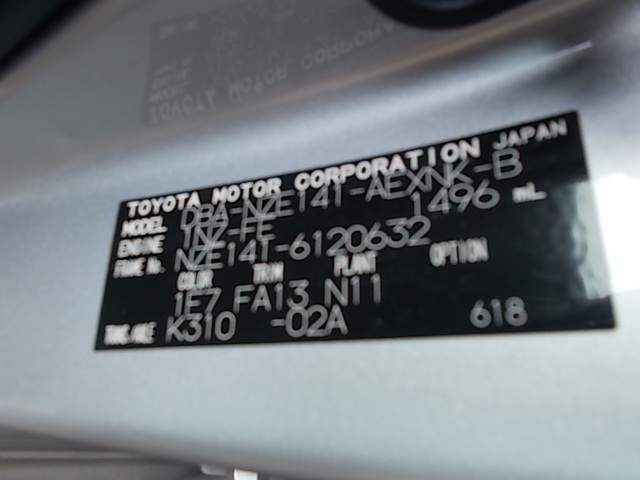 TOYOTA MOTOR CORPORATION JAPAN
MODEL DBA-NZE141-AEXNK-B
ENGINE 1NZ-FE 1496 mL
FRAME No. NZE141-6120632
COLOR TRIM PLANT OPTION
1E7 FA13 N11
TRANS./AXLE K310 -02A 618